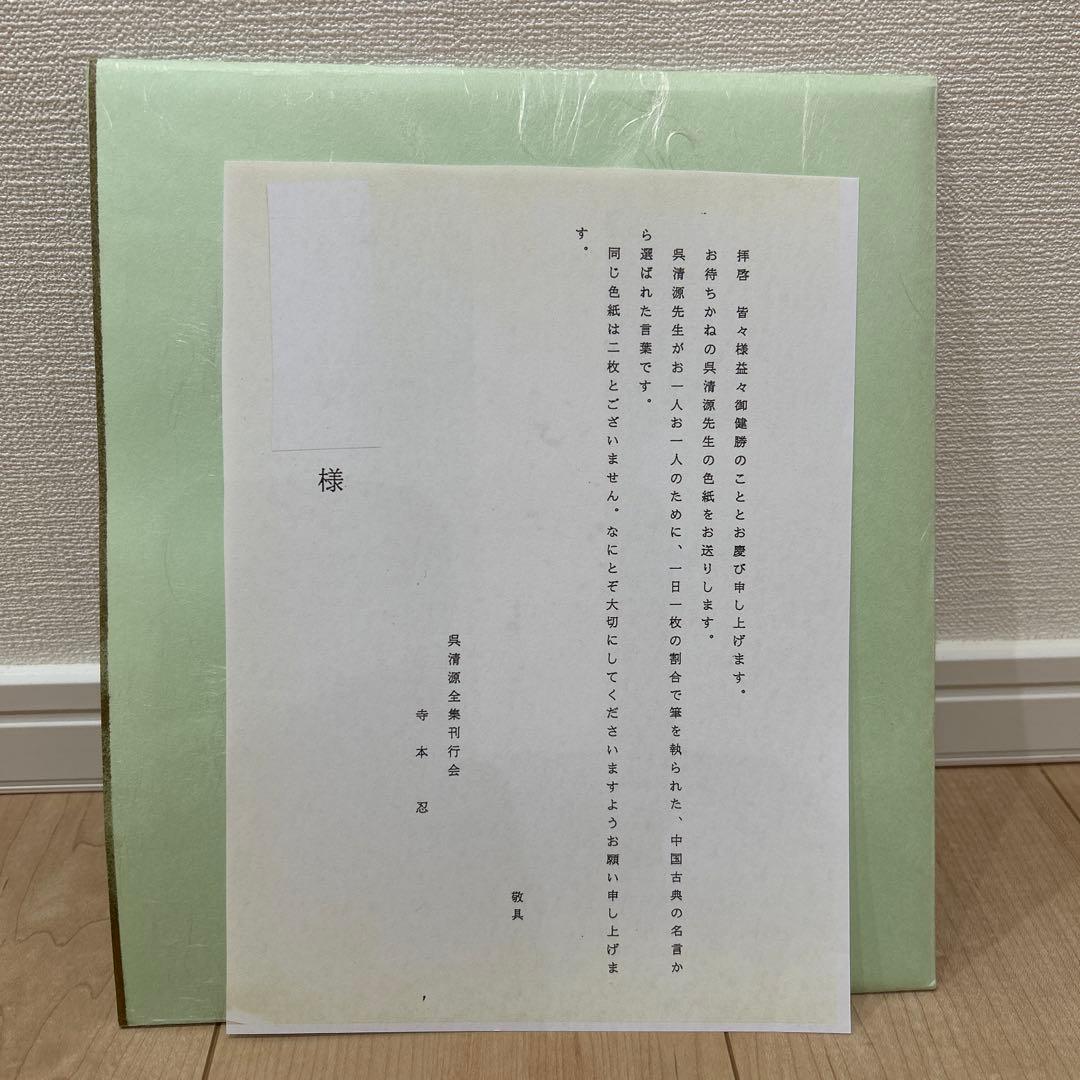 拝啓　皆々様益々御健勝のこととお慶び申し上げます。
お待ちかねの呉清源先生の色紙をお送りします。
呉清源先生がお一人お一人のために、一日一枚の割合で筆を執られた、中国古典の名言か
ら選ばれた言葉です。
同じ色紙は二枚とございません。なにとぞ大切にしてくださいますようお願い申し上げま
す。
敬具
呉清源全集刊行会
寺本　忍
様